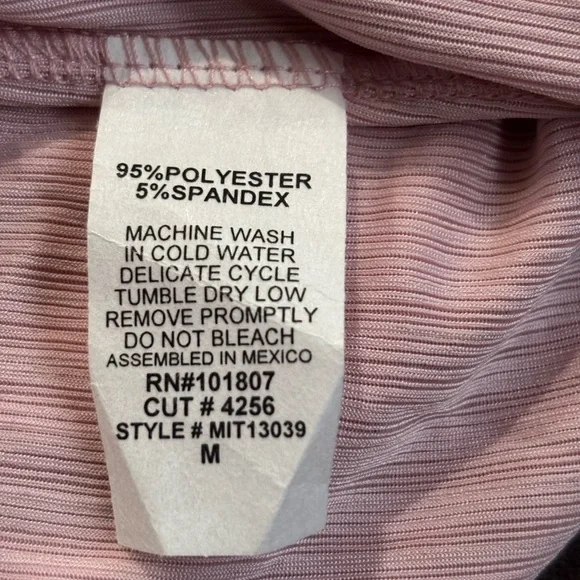 95%POLYESTER
5%SPANDEX
MACHINE WASH
IN COLD WATER
DELICATE CYCLE
TUMBLE DRY LOW
REMOVE PROMPTLY
DO NOT BLEACH
ASSEMBLED IN MEXICO
RN#101807
CUT # 4256
STYLE # MIT13039
M